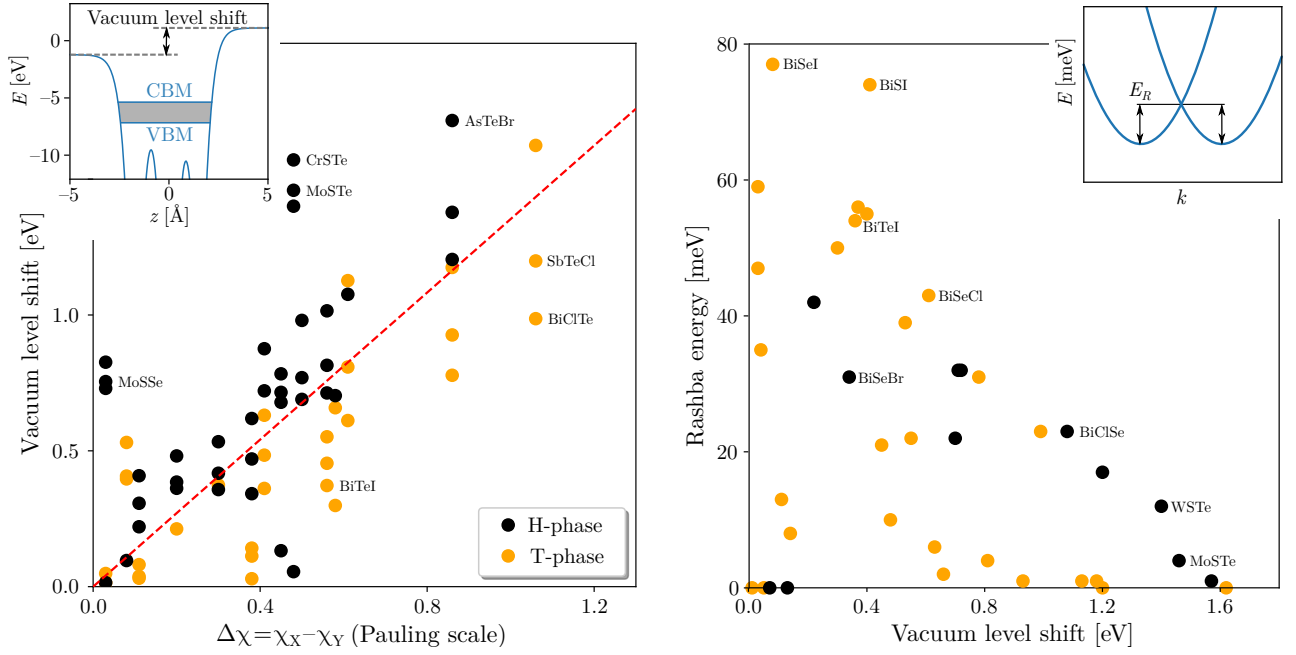 Vacuum level shift
0
−5
−10
E [eV]
CBM
VBM
−5
0
5
z [Å]
AsTeBr
CrSTe
MoSTe
SbTeCl
BiClTe
MoSSe
BiTeI
1.0
0.5
0.0
Vacuum level shift [eV]
H-phase
T-phase
0.0
0.4
0.8
1.2
Δχ=χX−χY (Pauling scale)
80
60
40
20
0
Rashba energy [meV]
BiSeI
BiSI
BiTeI
BiSeCl
BiSeBr
BiClSe
WSTe
MoSTe
E [meV]
ER
k
0.0
0.4
0.8
1.2
1.6
Vacuum level shift [eV]